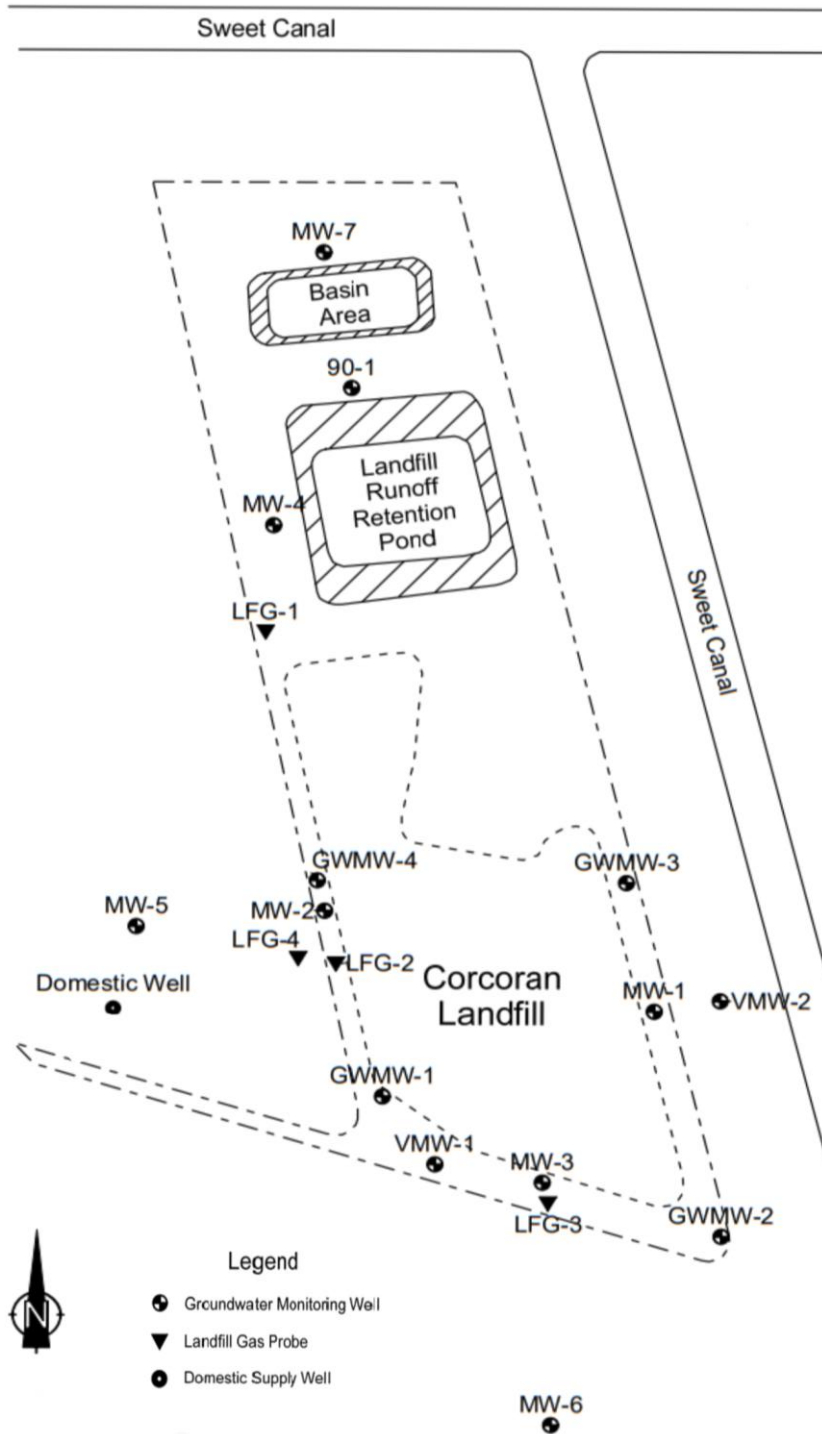 Sweet Canal
MW-7
Basin
Area
90-1
Landfill
Runoff
Retention
Pond
MW-4
LFG-1
Sweet Canal
GWMW-4
GWMW-3
MW-5
MW-2
LFG-4
LFG-2
Domestic Well
Corcoran
Landfill
MW-1
VMW-2
GWMW-1
VMW-1
MW-3
LFG-3
GWMW-2
N
Legend
Groundwater Monitoring Well
Landfill Gas Probe
Domestic Supply Well
MW-6